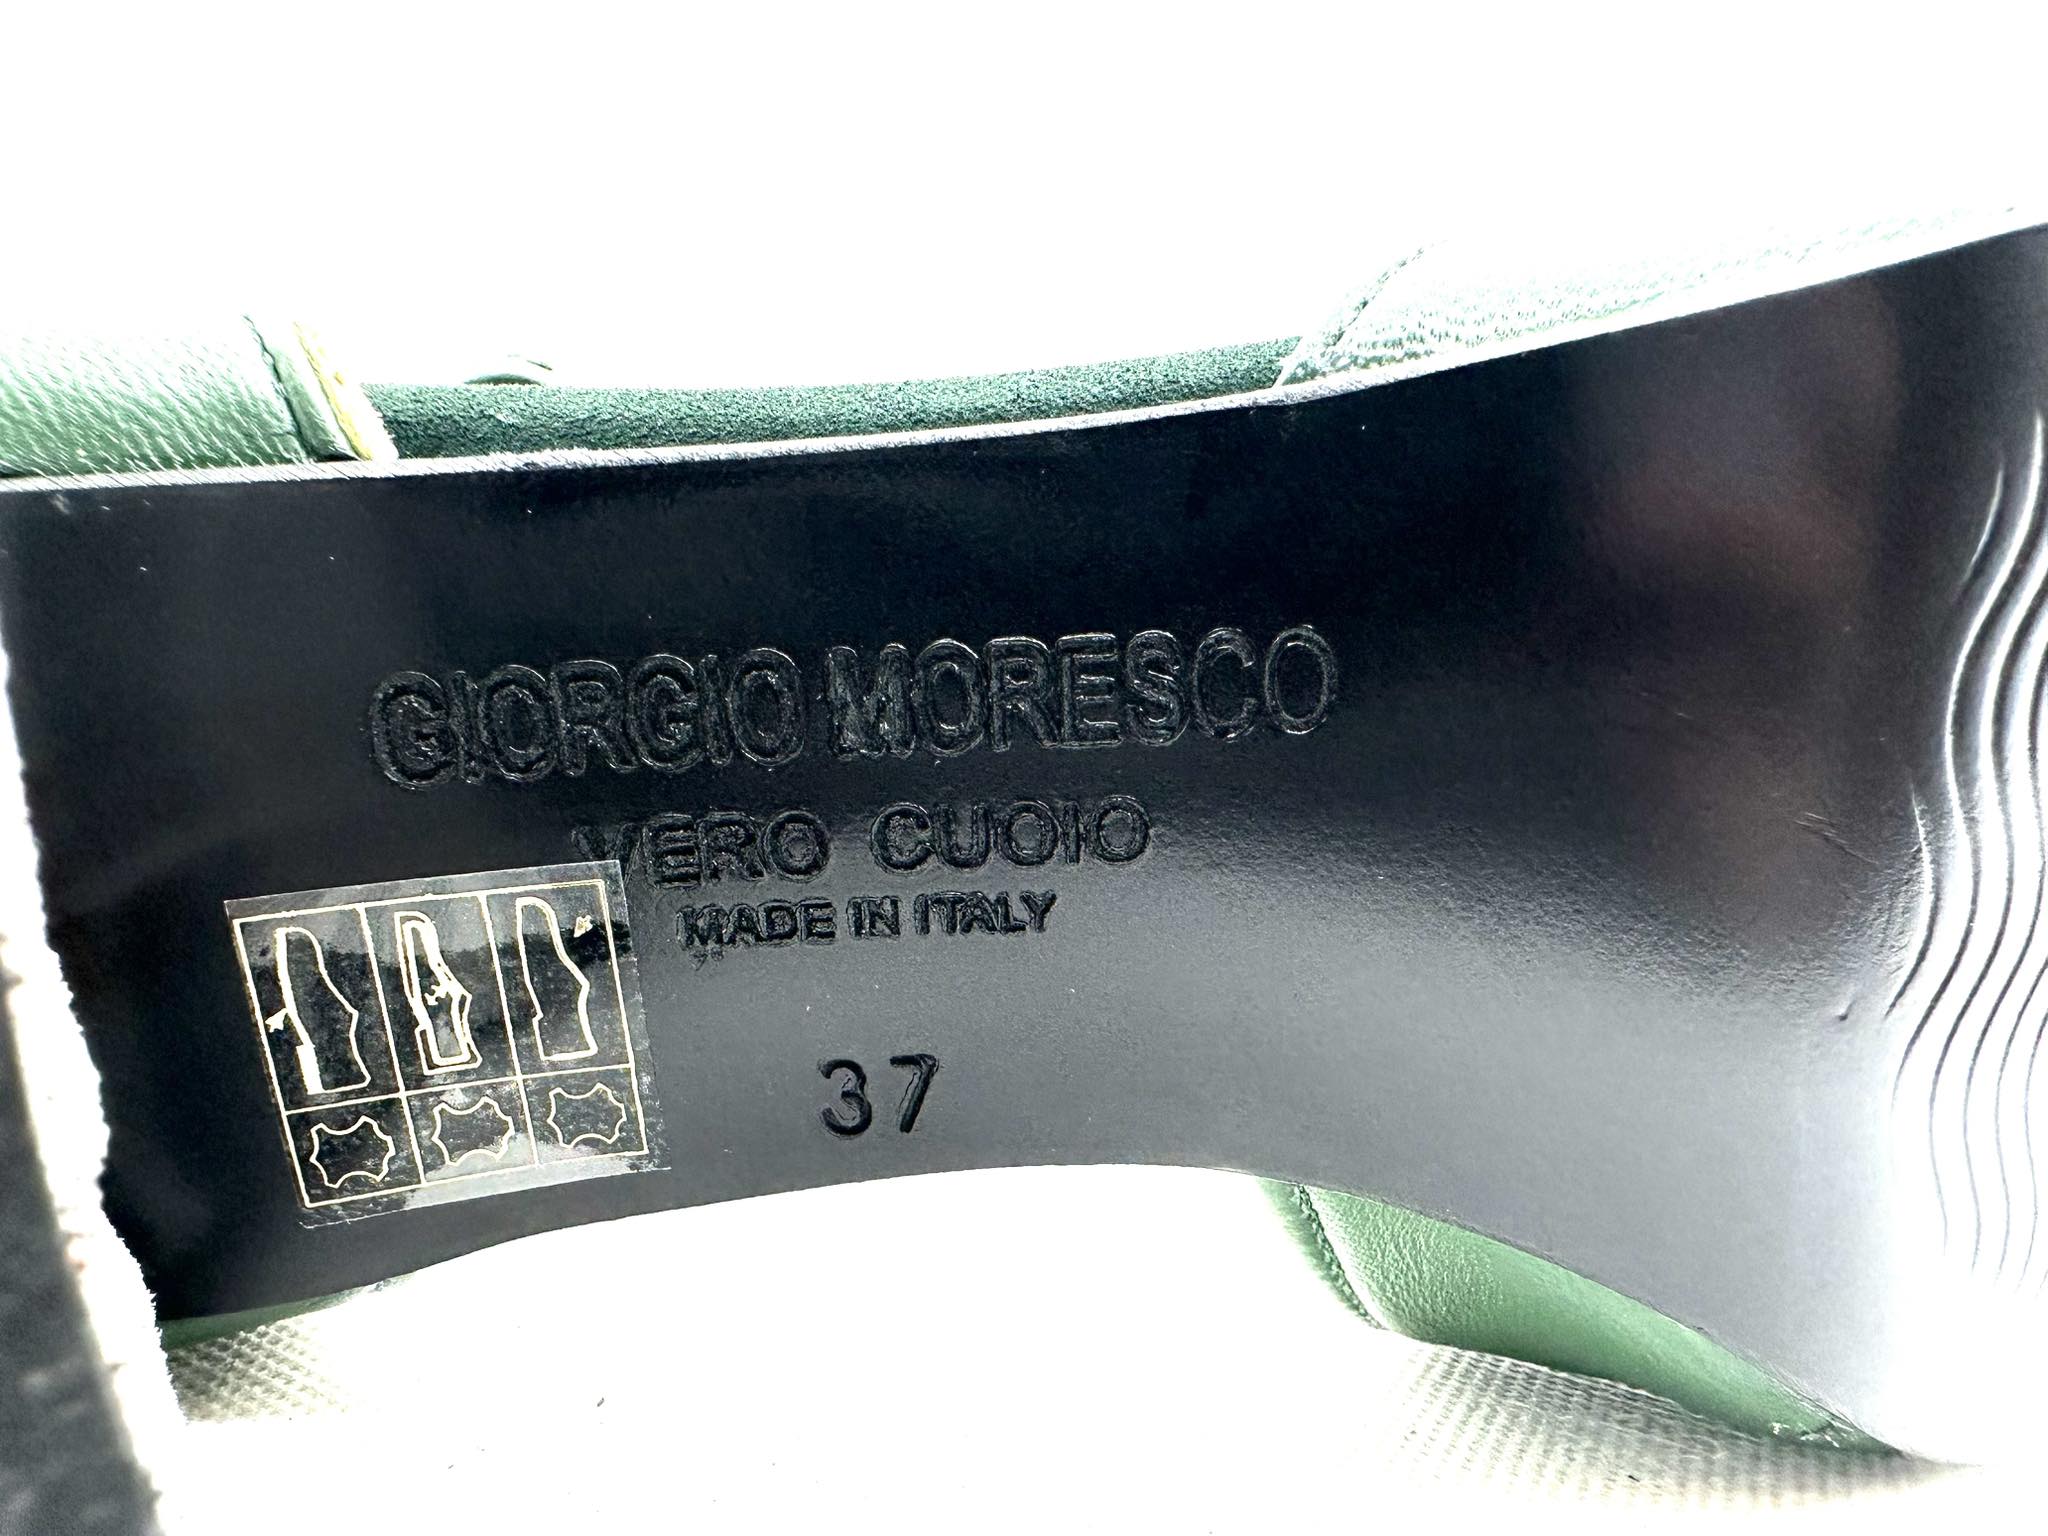 GIORGIO MORESCO
VERO CUOIO
MADE IN ITALY
37